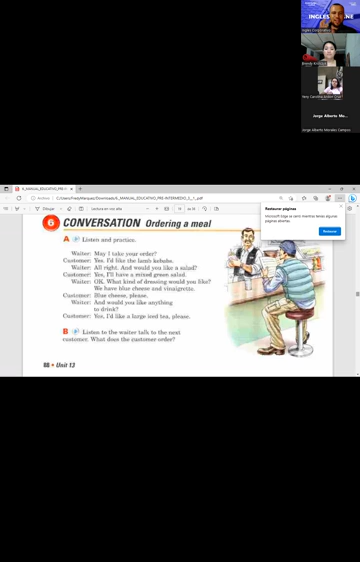 INGLES
NE
Jorge Alberto Mo...
Jorge Alberto Morales Campos
Archivo
C:/Users/
Restaurar páginas
Microsoft Edge se cerró mientras tenías algunas
páginas abiertas.
Restaurar
Dibujar
6 CONVERSATION Ordering a meal
A Listen and practice.
Waiter: May I take your order?
Customer: Yes. I'd like the lamb kebabs.
Waiter: All right. And would you like a salad?
Customer: Yes, I'll have a mixed green salad.
Waiter: OK. What kind of dressing would you like?
We have blue cheese and vinaigrette.
Customer: Blue cheese, please.
Waiter: And would you like anything
to drink?
Customer: Yes, I'd like a large iced tea, please.
B Listen to the waiter talk to the next
customer. What does the customer order?
88 • Unit 13